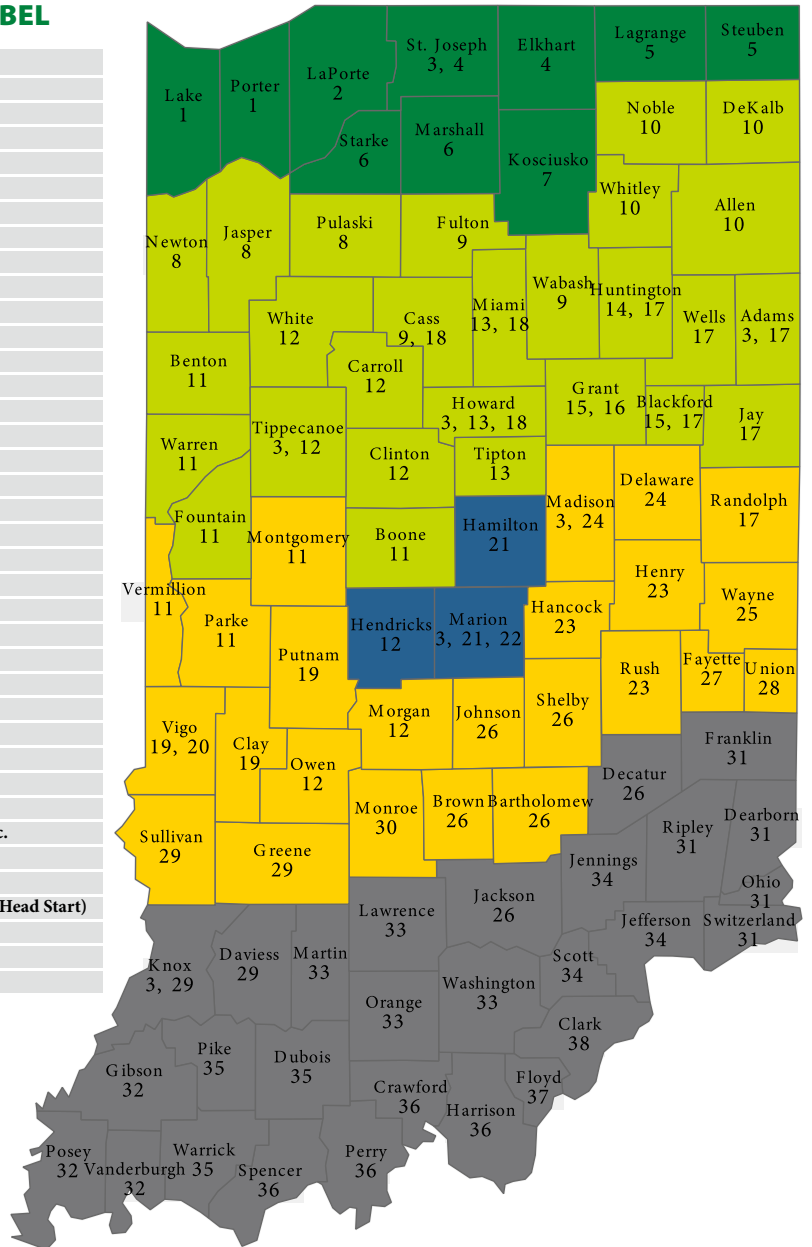 BEL
c.
Head Start)
St. Joseph
3, 4
Elkhart
4
Lagrange
5
Steuben
5
LaPorte
2
Porter
1
Lake
1
Noble
10
DeKalb
10
Marshall
6
Starke
6
Kosciusko
7
Whitley
10
Allen
10
Newton
8
Jasper
8
Pulaski
8
Fulton
9
Wabash
9
Huntington
14, 17
Miami
13, 18
White
12
Cass
9, 18
Wells
17
Adams
3, 17
Benton
11
Carroll
12
Grant
15, 16
Blackford
15, 17
Jay
17
Howard
3, 13, 18
Tippecanoe
3, 12
Warren
11
Clinton
12
Tipton
13
Fountain
11
Montgomery
11
Boone
11
Hamilton
21
Madison
3, 24
Delaware
24
Randolph
17
Vermillion
11
Parke
11
Henry
23
Wayne
25
Hancock
23
Hendricks
12
Marion
3, 21, 22
Putnam
19
Rush
23
Fayette
27
Union
28
Vigo
19, 20
Clay
19
Owen
12
Morgan
12
Johnson
26
Shelby
26
Franklin
31
Decatur
26
Sullivan
29
Greene
29
Monroe
30
Brown
26
Bartholomew
26
Ripley
31
Dearborn
31
Jennings
34
Ohio
31
Lawrence
33
Jackson
26
Jefferson
34
Switzerland
31
Knox
3, 29
Daviess
29
Martin
33
Scott
34
Orange
33
Washington
33
Clark
38
Gibson
32
Pike
35
Dubois
35
Crawford
36
Floyd
37
Harrison
36
Posey
32
Vanderburgh
32
Warrick
35
Spencer
36
Perry
36